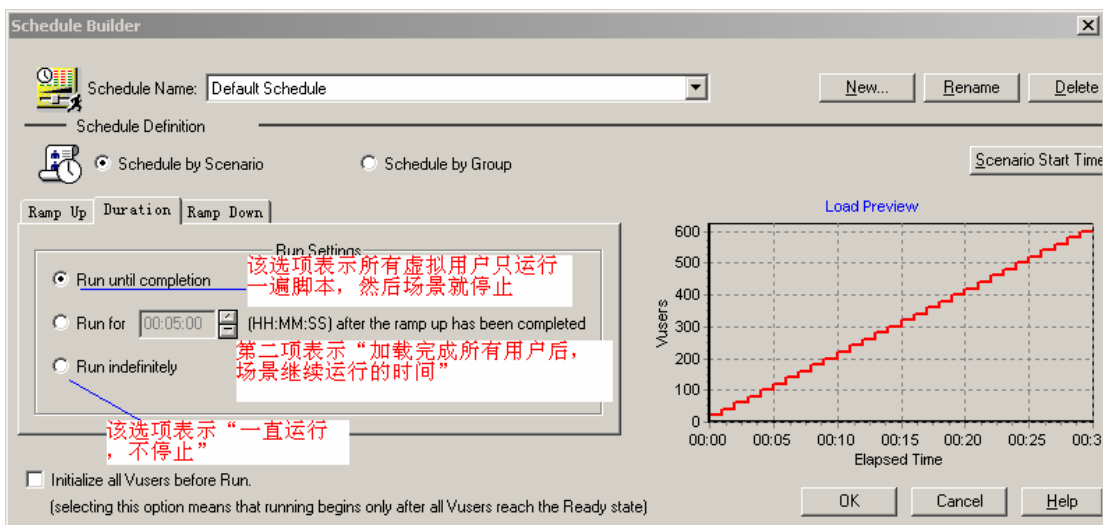 Schedule Builder
Schedule Name: Default Schedule
New... Rename Delete
Schedule Definition
Schedule by Scenario Schedule by Group
Scenario Start Time
Ramp Up Duration Ramp Down
Run Settings
Run until completion
该选项表示所有虚拟用户只运行
一遍脚本，然后场景就停止
Run for 00:05:00 (HH:MM:SS) after the ramp up has been completed
第二项表示“加载完成所有用户后，
场景继续运行的时间”
Run indefinitely
该选项表示“一直运行
，不停止”
Load Preview
Vusers
600
500
400
300
200
100
0
00:00 00:05 00:10 00:15 00:20 00:25 00:3
Elapsed Time
Initialize all Vusers before Run.
(selecting this option means that running begins only after all Vusers reach the Ready state)
OK Cancel Help